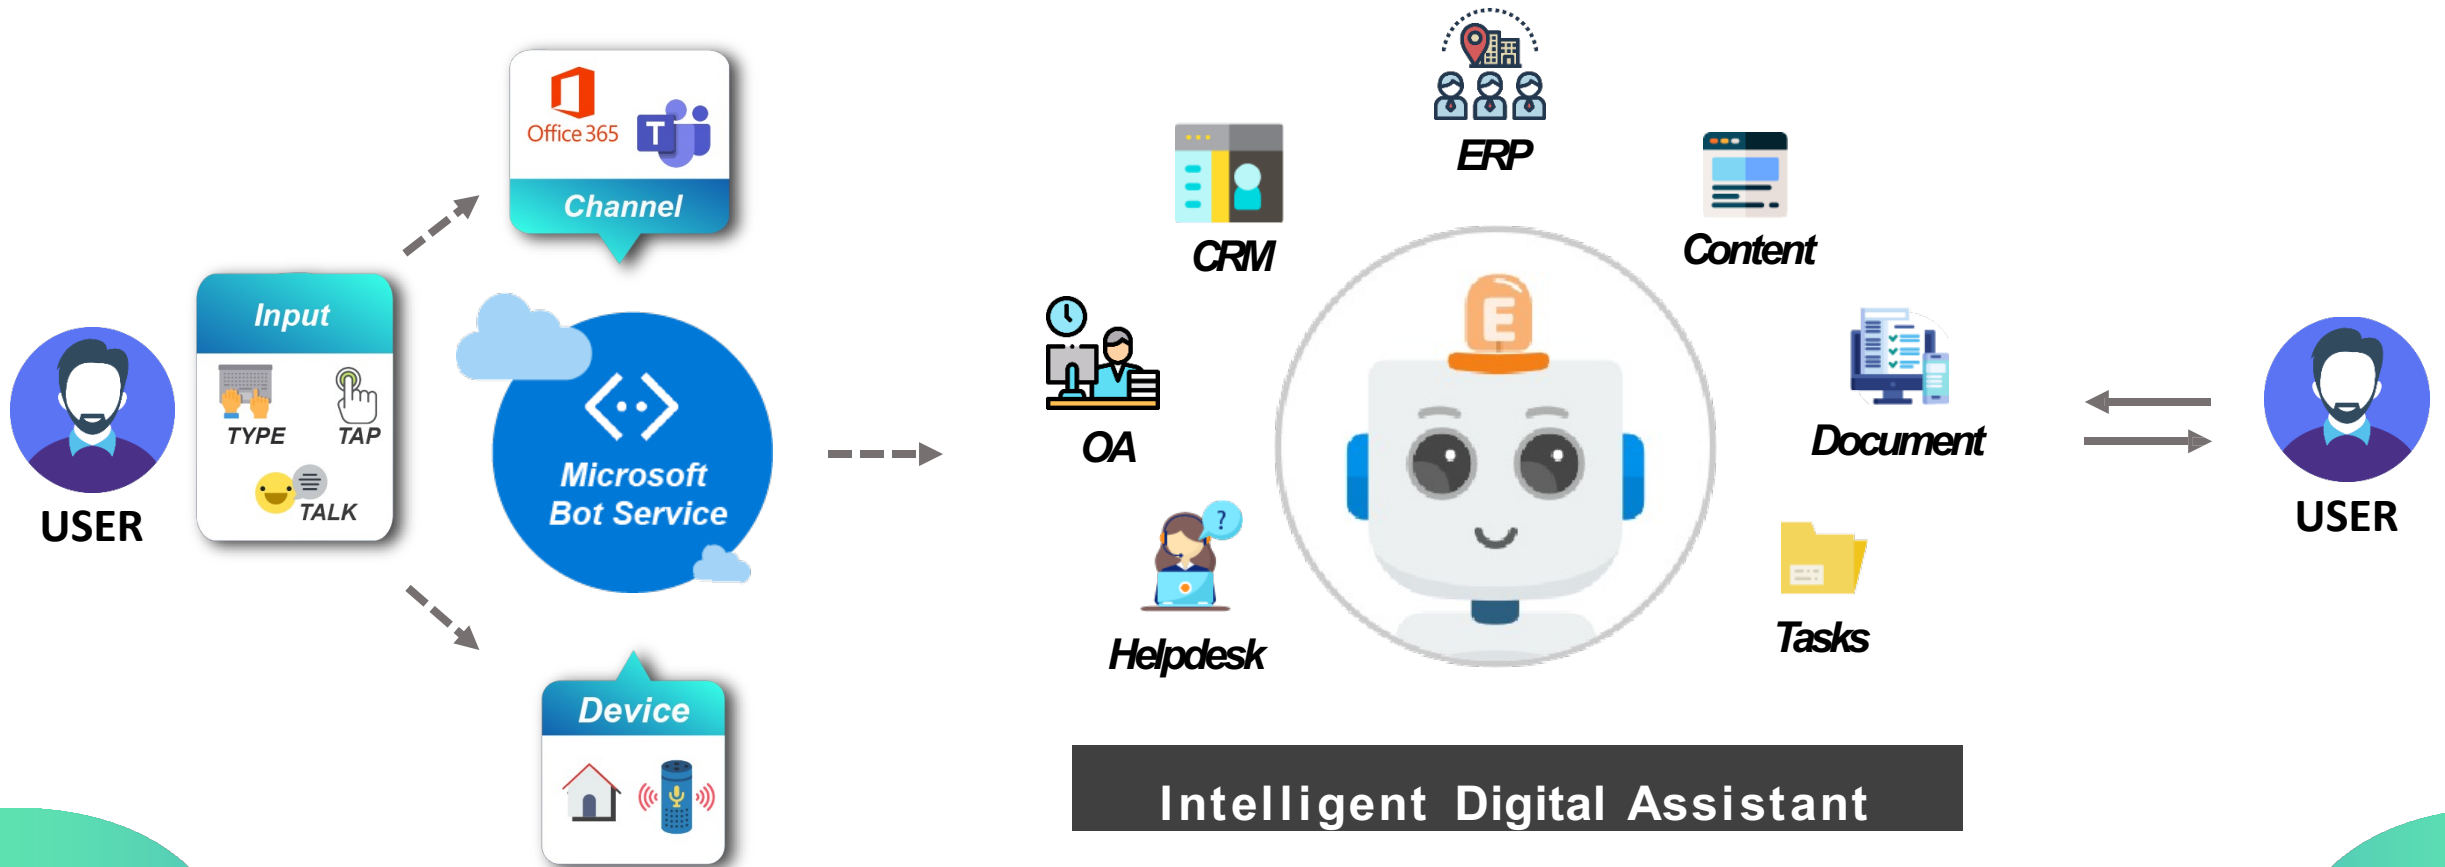 USER
Input
TYPE
TAP
TALK
Office 365
T
Channel
Microsoft
Bot Service
Device
ERP
CRM
Content
OA
E
Document
?
Helpdesk
Tasks
Intelligent Digital Assistant
USER